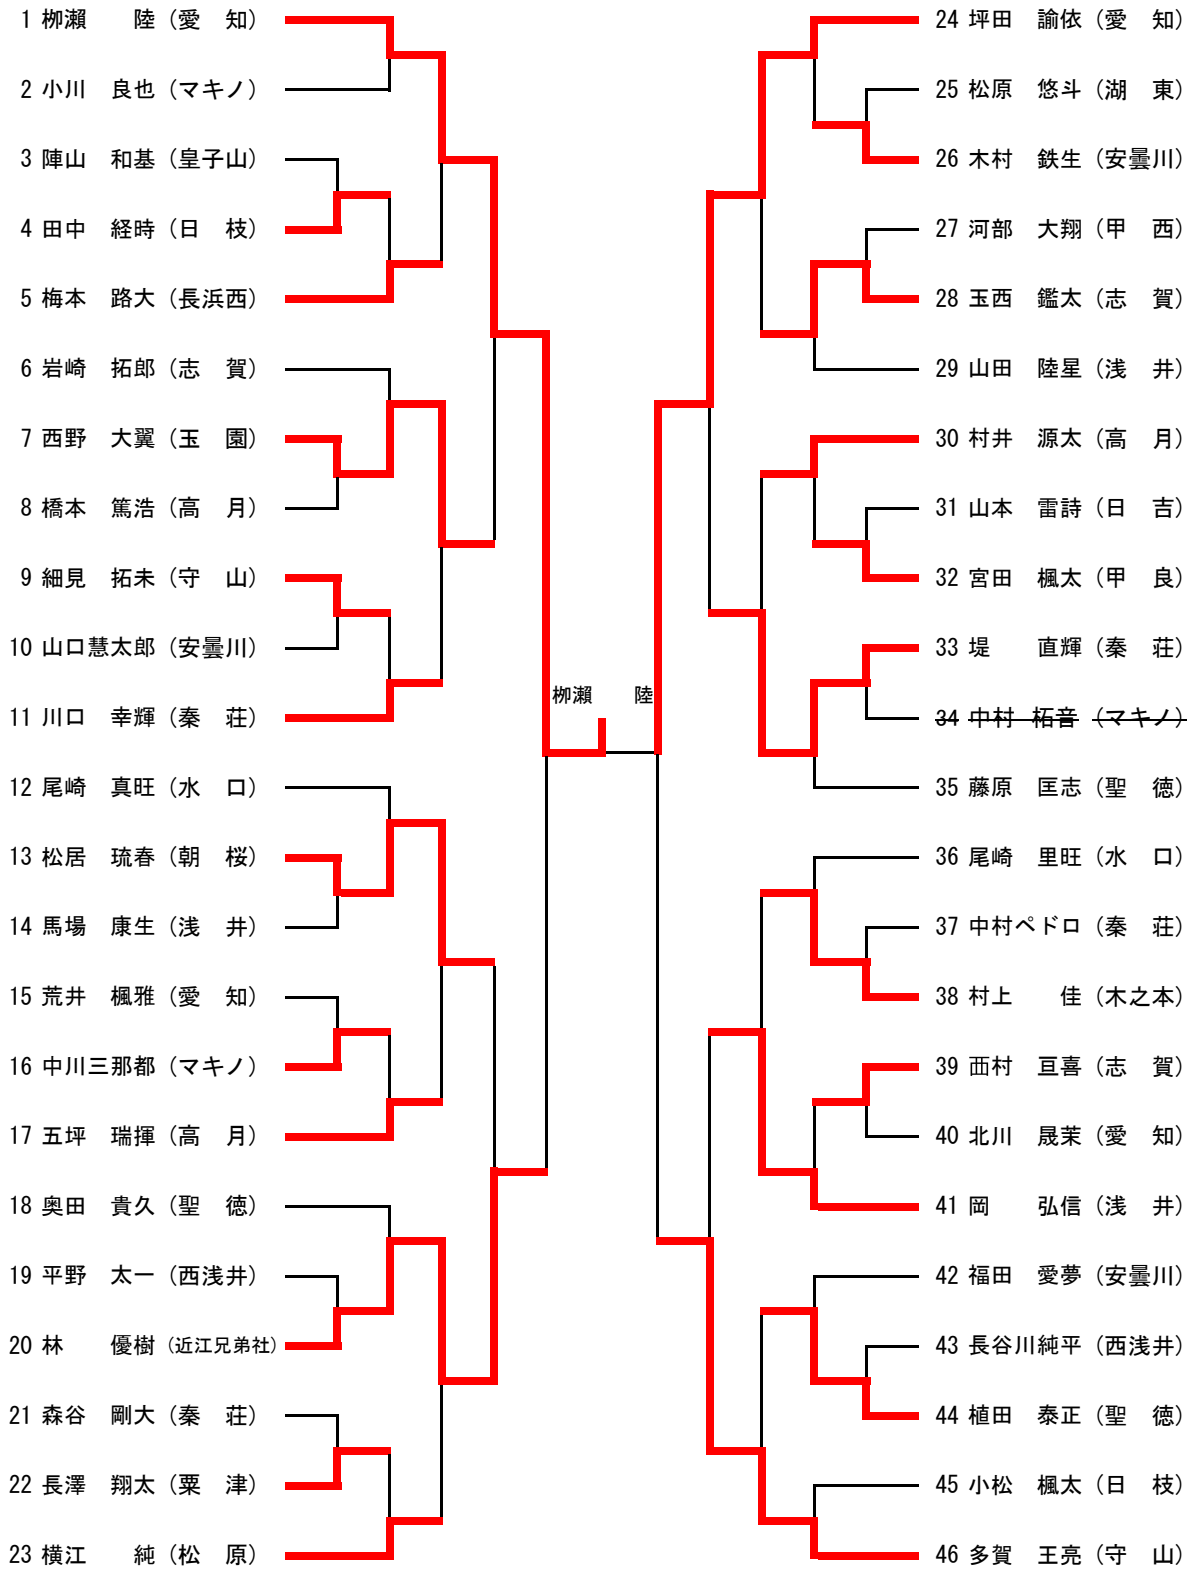 1 栁瀨　　陸（愛　知）
2 小川　良也（マキノ）
3 陣山　和基（皇子山）
4 田中　経時（日　枝）
5 梅本　路大（長浜西）
6 岩崎　拓郎（志　賀）
7 西野　大翼（玉　園）
8 橋本　篤浩（高　月）
9 細見　拓未（守　山）
10 山口慧太郎（安曇川）
11 川口　幸輝（秦　荘）
12 尾崎　真旺（水　口）
13 松居　琉春（朝　桜）
14 馬場　康生（浅　井）
15 荒井　楓雅（愛　知）
16 中川三那都（マキノ）
17 五坪　瑞揮（高　月）
18 奥田　貴久（聖　徳）
19 平野　太一（西浅井）
20 林　　優樹（近江兄弟社）
21 森谷　剛大（秦　荘）
22 長澤　翔太（粟　津）
23 横江　　純（松　原）
栁瀨　　陸
24 坪田　諭依（愛　知）
25 松原　悠斗（湖　東）
26 木村　鉄生（安曇川）
27 河部　大翔（甲　西）
28 玉西　鑑太（志　賀）
29 山田　陸星（浅　井）
30 村井　源太（高　月）
31 山本　雷詩（日　吉）
32 宮田　楓太（甲　良）
33 堤　　直輝（秦　荘）
34 中村　柘音（マキノ）
35 藤原　匡志（聖　徳）
36 尾崎　里旺（水　口）
37 中村ペドロ（秦　荘）
38 村上　　佳（木之本）
39 西村　亘喜（志　賀）
40 北川　晟茉（愛　知）
41 岡　　弘信（浅　井）
42 福田　愛夢（安曇川）
43 長谷川純平（西浅井）
44 植田　泰正（聖　徳）
45 小松　楓太（日　枝）
46 多賀　王亮（守　山）